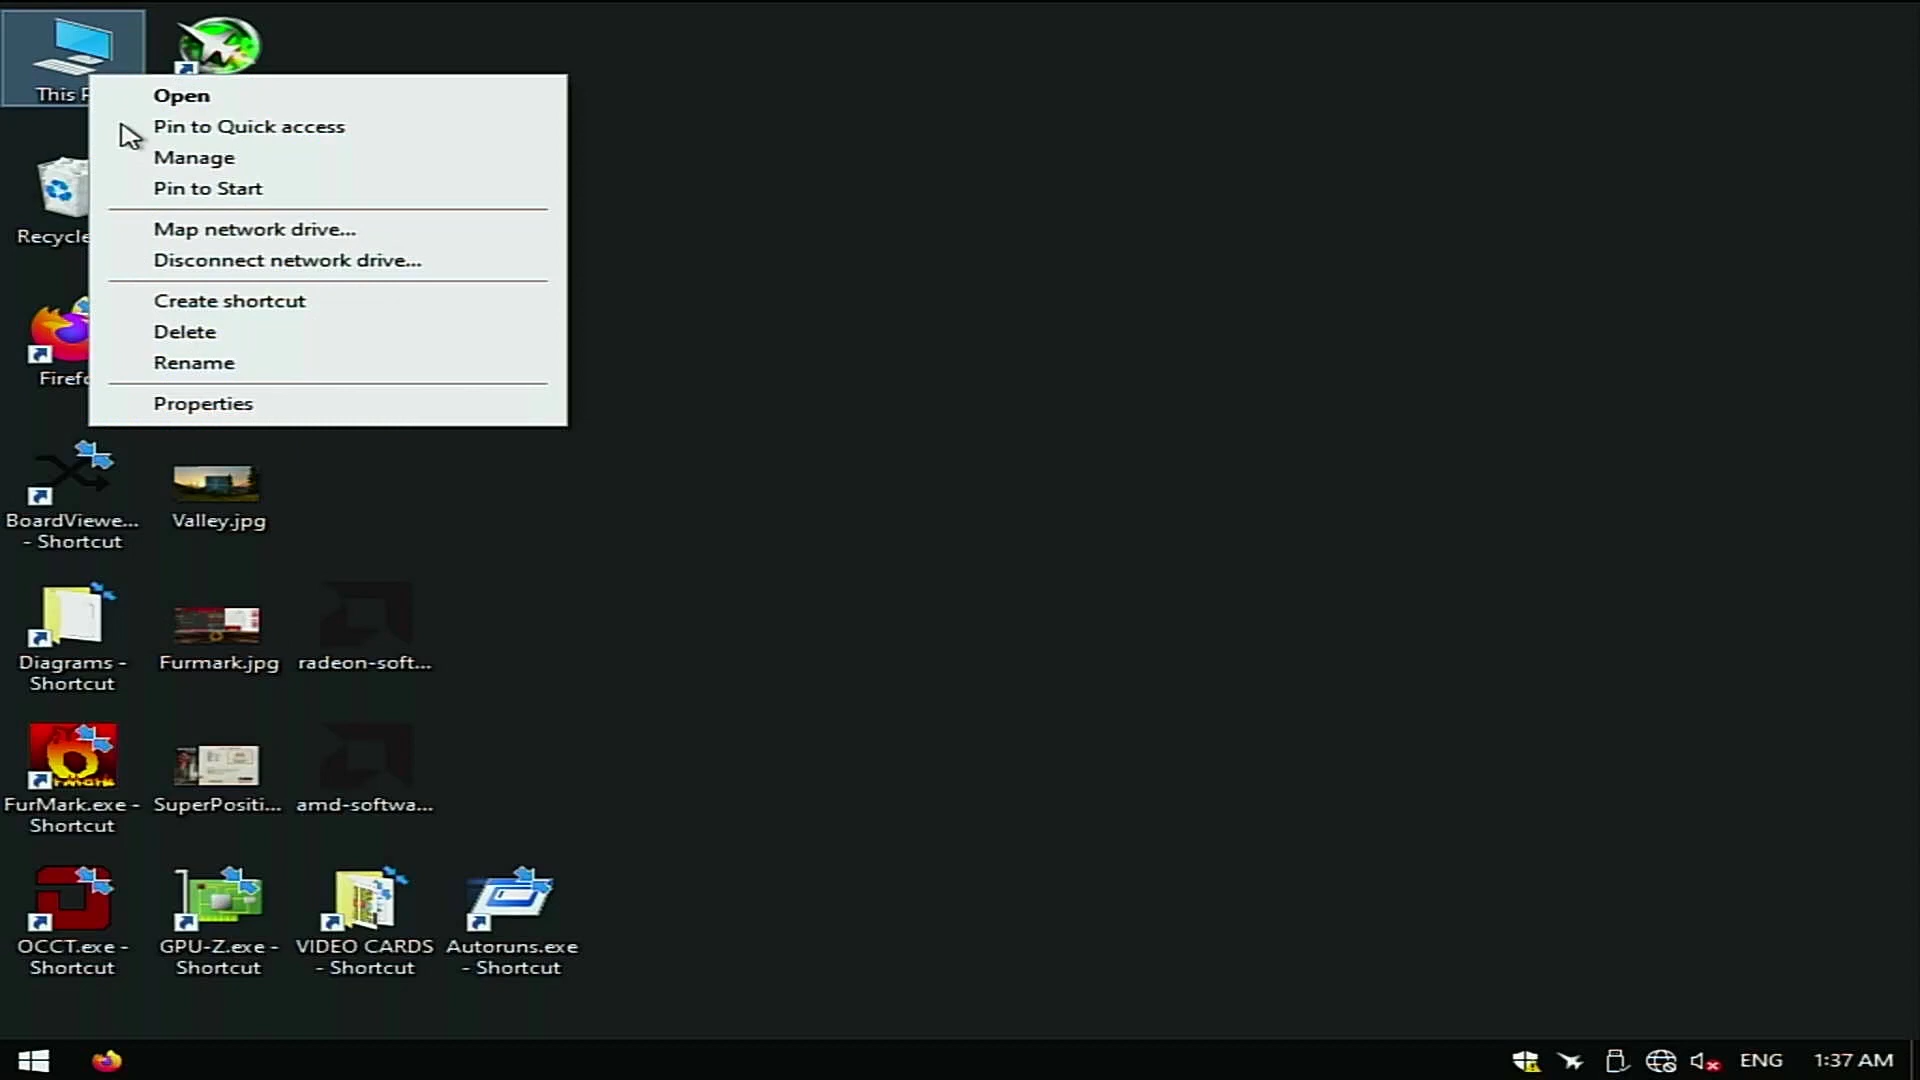 This P
Open
Pin to Quick access
Manage
Pin to Start
Map network drive...
Disconnect network drive...
Create shortcut
Delete
Rename
Properties
Recycle
Firefo
BoardViewe...
- Shortcut
Valley.jpg
Diagrams -
Shortcut
Furmark.jpg
radeon-soft...
FurMark.exe -
Shortcut
SuperPositi...
amd-softwa...
OCCT.exe -
Shortcut
GPU-Z.exe -
Shortcut
VIDEO CARDS
- Shortcut
Autoruns.exe
- Shortcut
ENG
1:37 AM